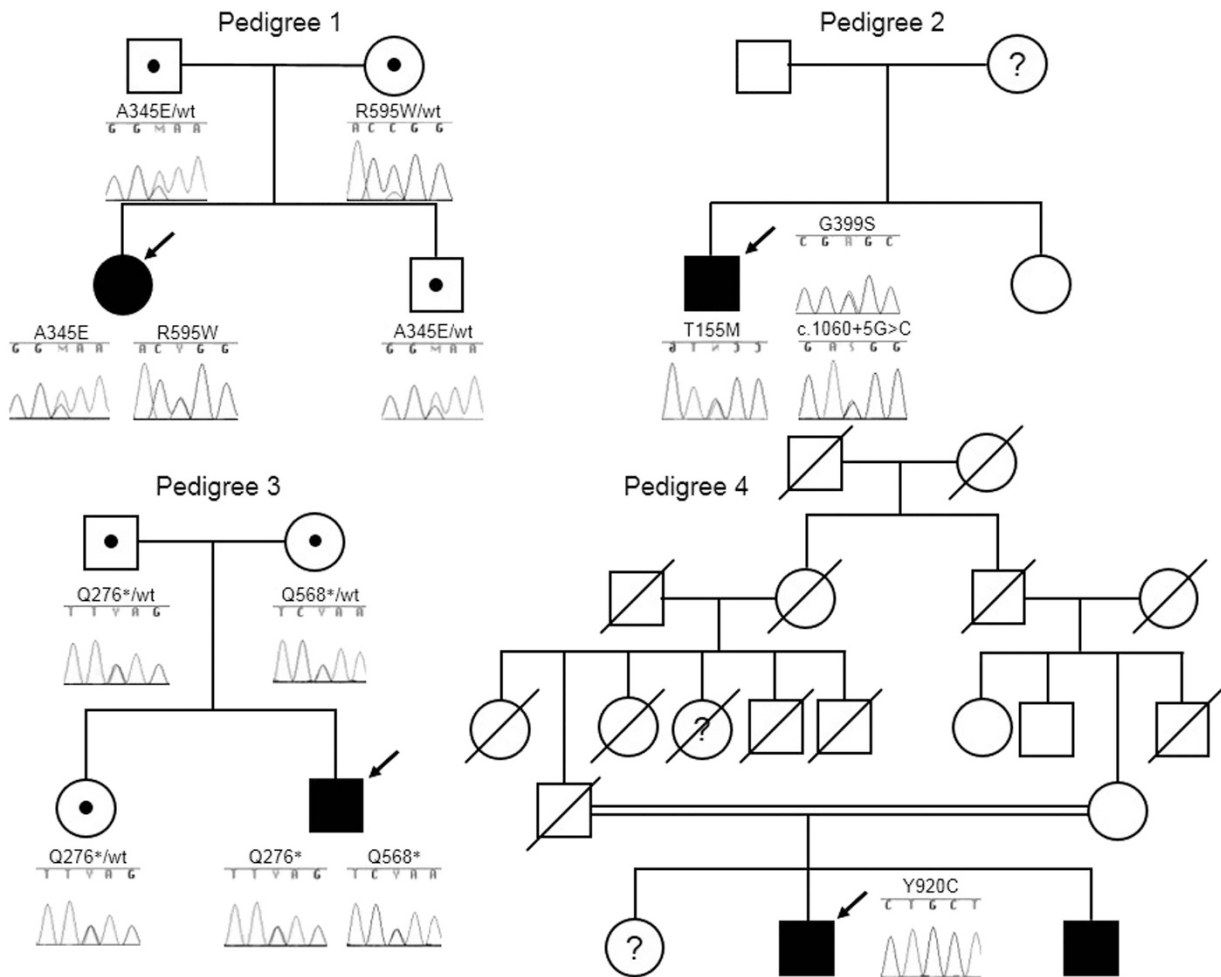 Pedigree 1
A345E/wt
G G M A A
R595W/wt
A C C G G
A345E
G G M A A
R595W
A C Y G G
A345E/wt
G G M A A
Pedigree 2
?
G399S
C G R G C
T155M
c.1060+5G>C
G A S G G
Pedigree 3
Q276*/wt
T T Y A G
Q568*/wt
T C Y A A
Q276*/wt
T T Y A G
Q276*
T T Y A G
Q568*
T C Y A A
Pedigree 4
?
?
Y920C
C T G C T